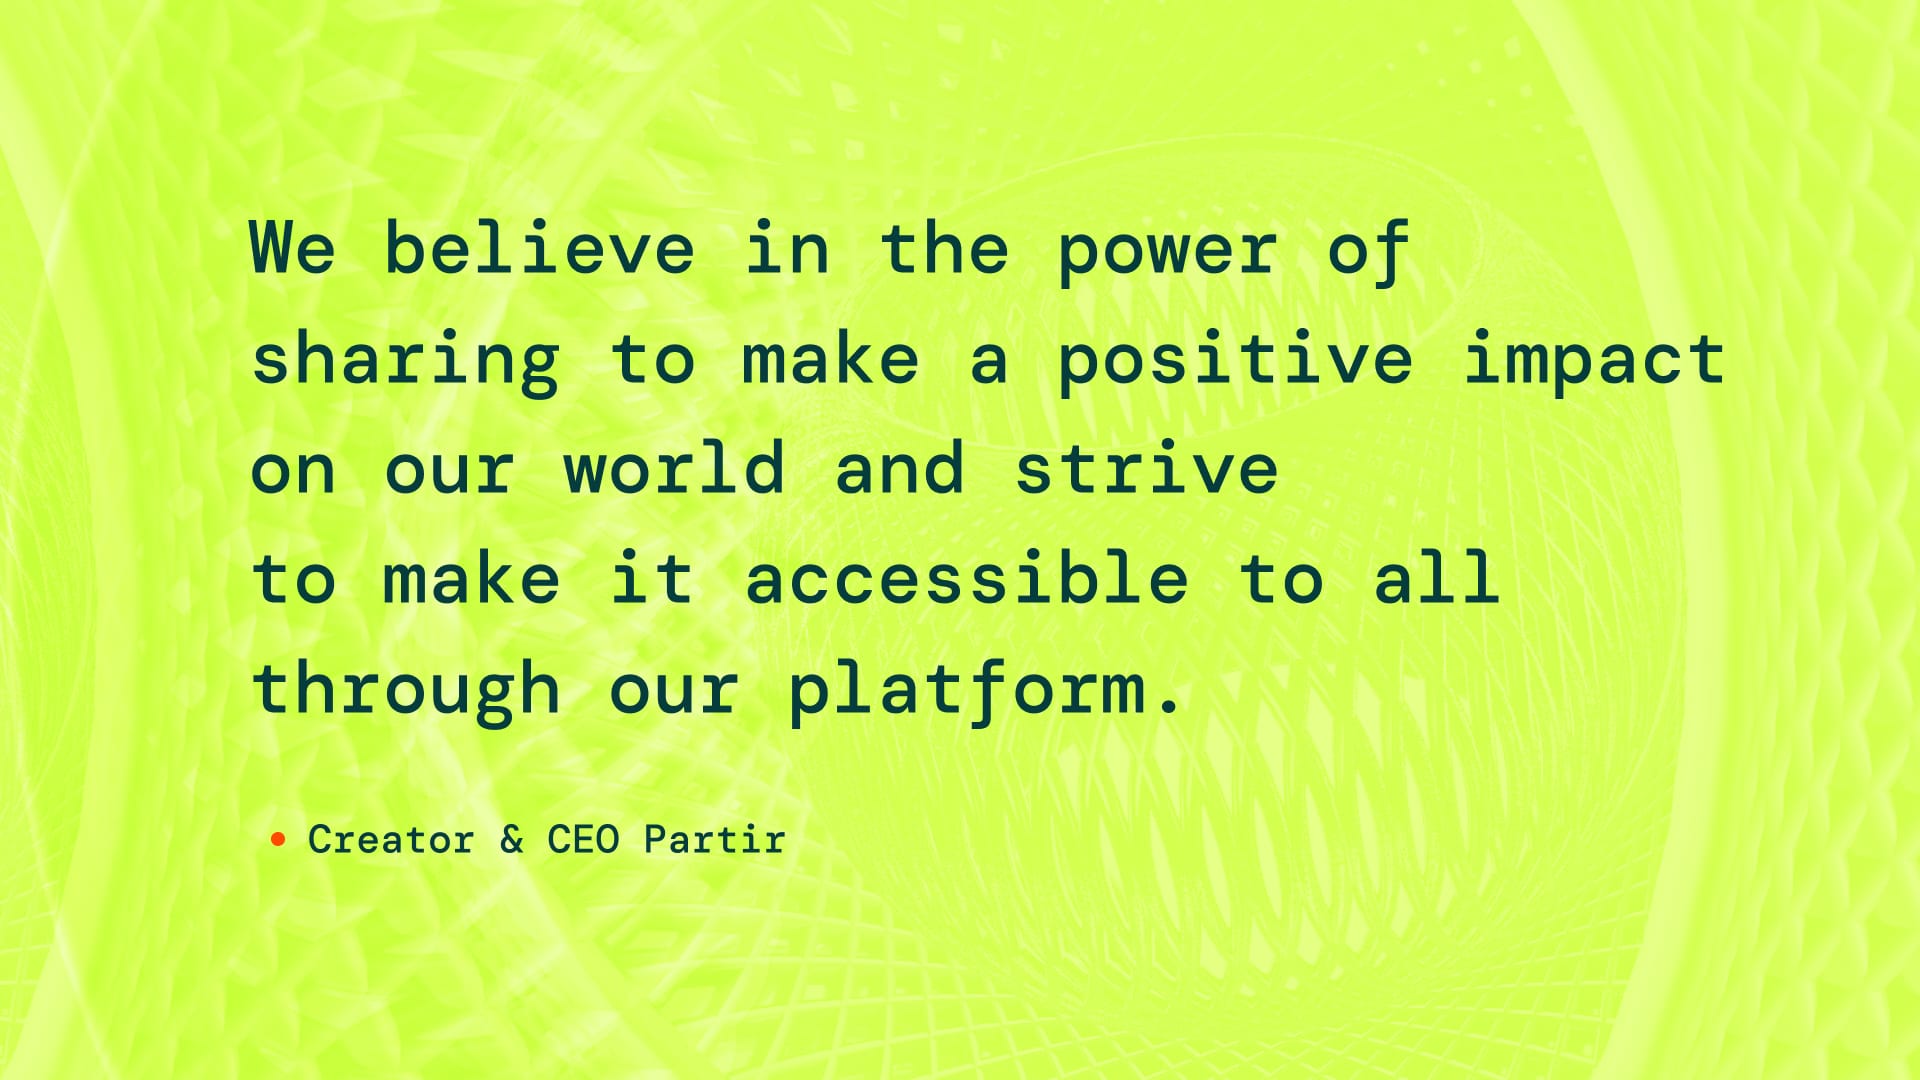 We believe in the power of
sharing to make a positive impact
on our world and strive
to make it accessible to all
through our platform.
• Creator & CEO Partir